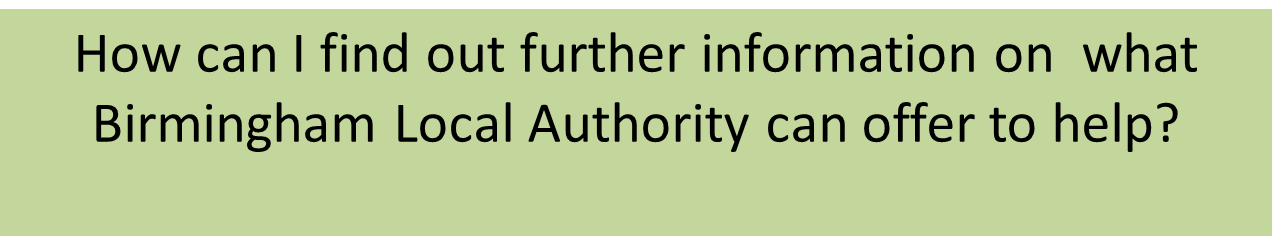 How can I find out further information on  what
Birmingham Local Authority can offer to help?